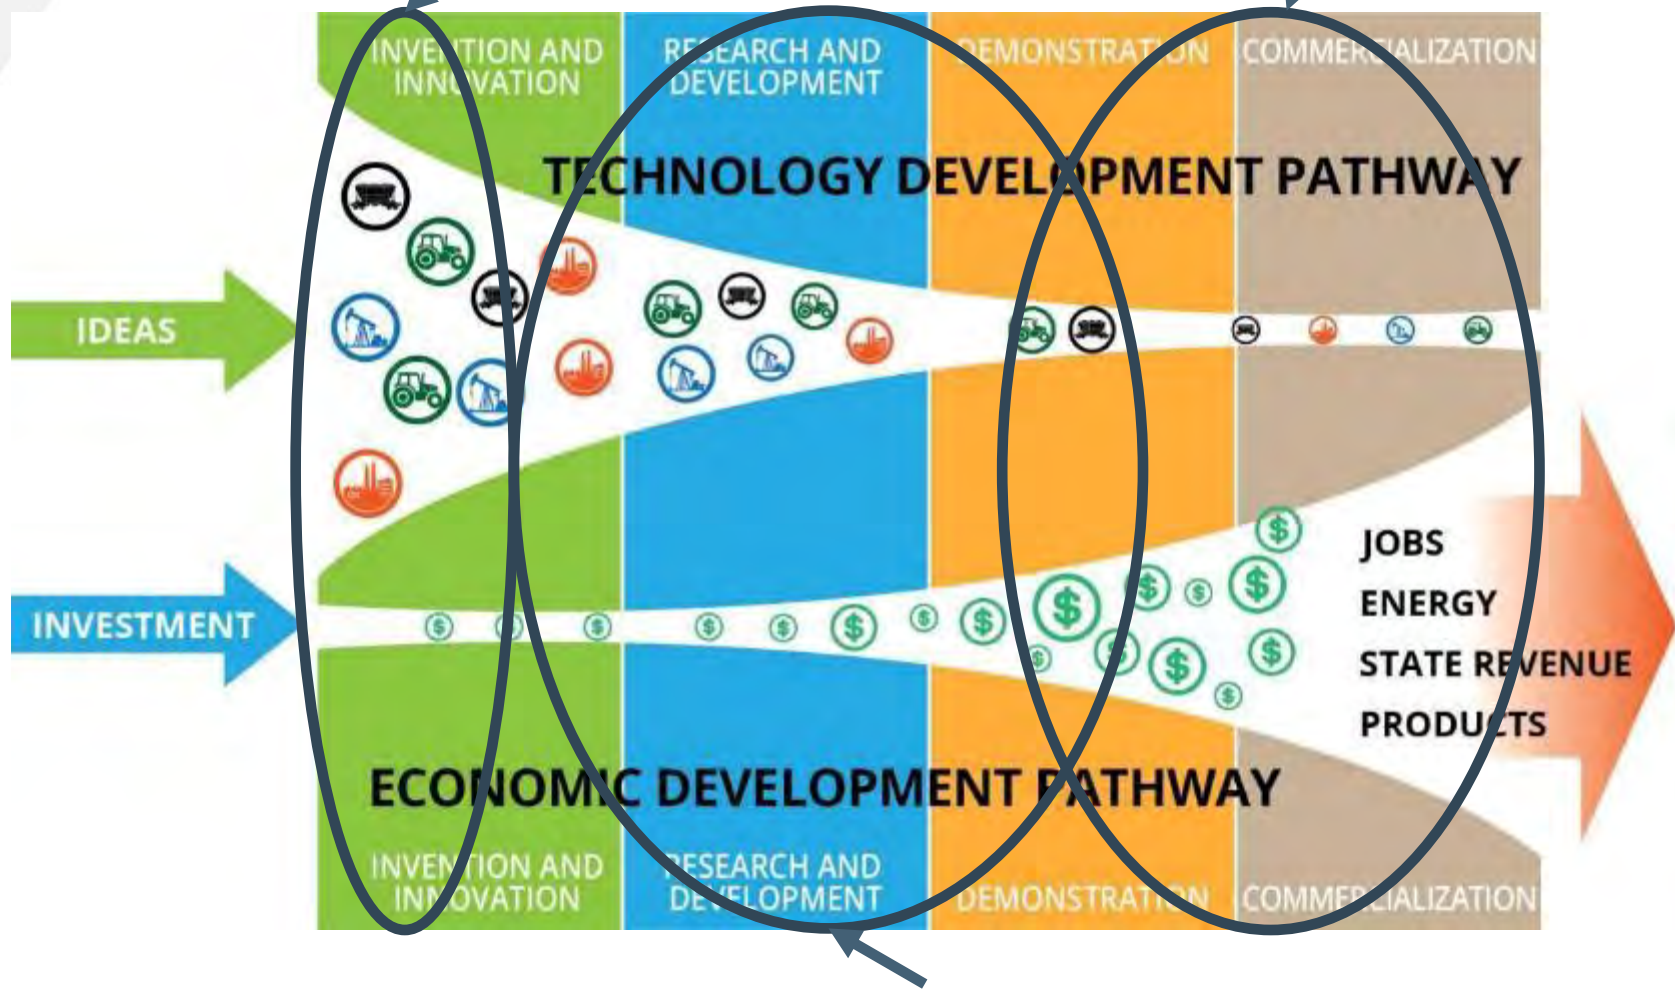 INVENTION AND
INNOVATION
RESEARCH AND
DEVELOPMENT
DEMONSTRATION
COMMERCIALIZATION
TECHNOLOGY DEVELOPMENT PATHWAY
IDEAS
INVESTMENT
$ $ $ $ $ $ $ $ $ $ $ $ $ $ $ $ $ $ $
JOBS
ENERGY
STATE REVENUE
PRODUCTS
ECONOMIC DEVELOPMENT PATHWAY
INVENTION AND
INNOVATION
RESEARCH AND
DEVELOPMENT
DEMONSTRATION
COMMERCIALIZATION